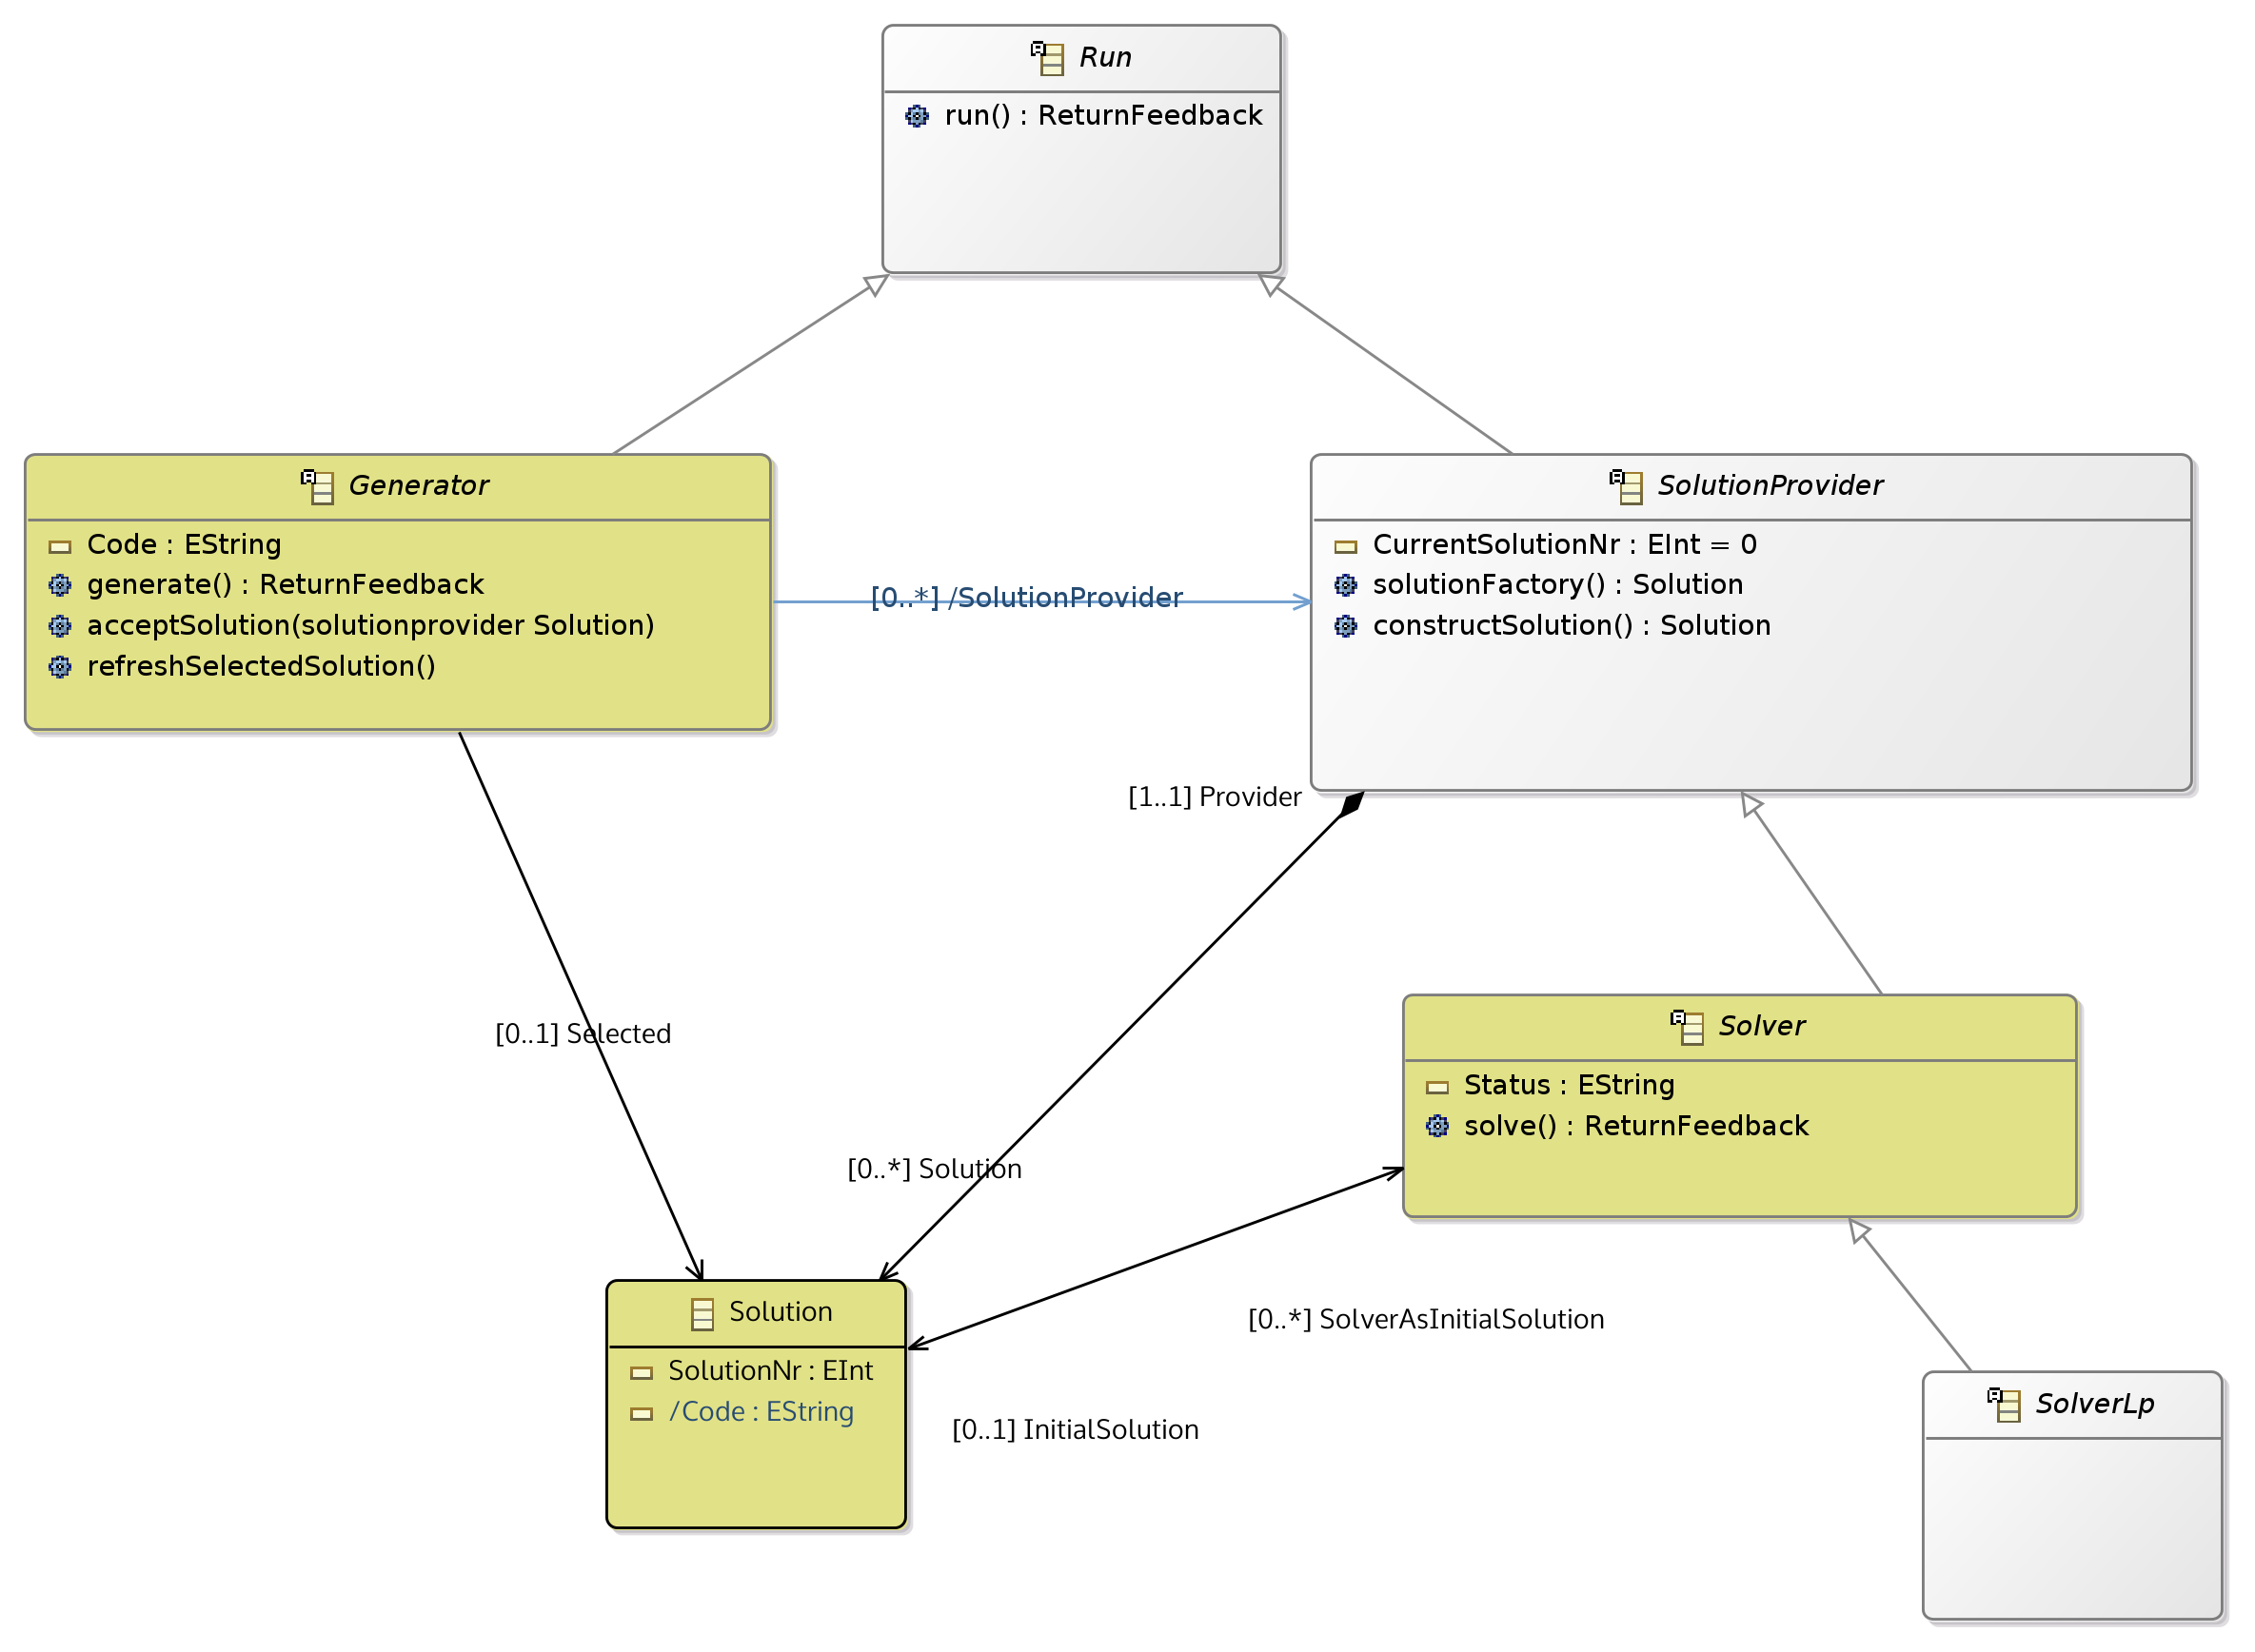 Run
run() : ReturnFeedback
Generator
Code : EString
generate() : ReturnFeedback
acceptSolution(solutionprovider Solution)
refreshSelectedSolution()
[0..*] /SolutionProvider
SolutionProvider
CurrentSolutionNr : EInt = 0
solutionFactory() : Solution
constructSolution() : Solution
[1..1] Provider
[0..1] Selected
[0..*] Solution
Solver
Status : EString
solve() : ReturnFeedback
Solution
SolutionNr : EInt
/Code : EString
[0..*] SolverAsInitialSolution
[0..1] InitialSolution
SolverLp